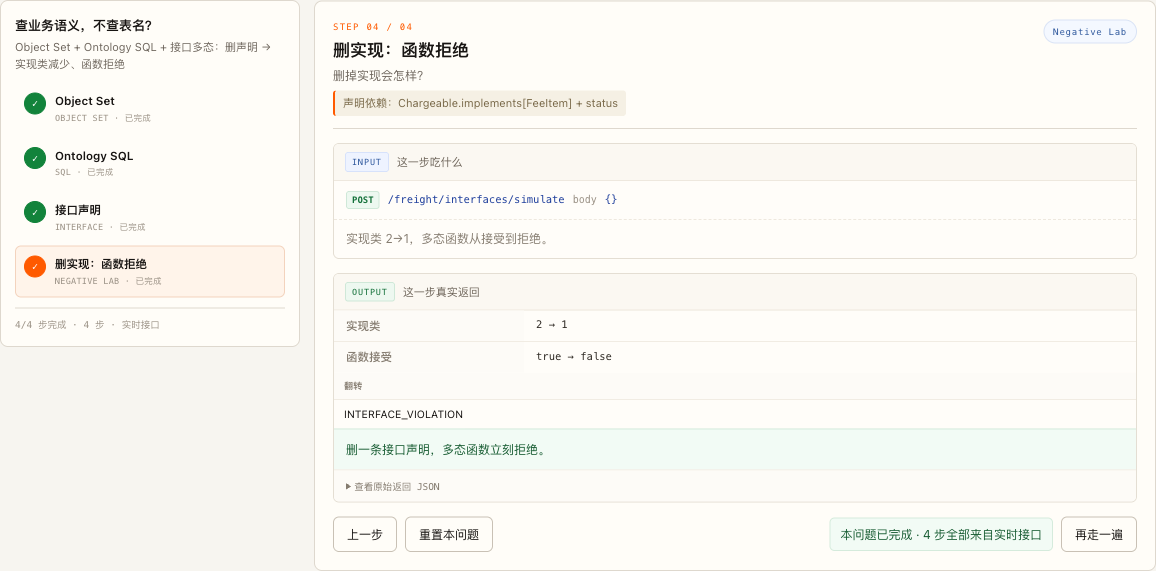 查业务语义，不查表名？
Object Set + Ontology SQL + 接口多态：删声明 →
实现类减少、函数拒绝
✓
Object Set
OBJECT SET · 已完成
✓
Ontology SQL
SQL · 已完成
✓
接口声明
INTERFACE · 已完成
✓
删实现：函数拒绝
NEGATIVE LAB · 已完成
4/4 步完成 · 4 步 · 实时接口
STEP 04 / 04
删实现：函数拒绝
删掉实现会怎样？
声明依赖：Chargeable.implements[FeeItem] + status
Negative Lab
INPUT 这一步吃什么
POST /freight/interfaces/simulate body {}
实现类 2→1，多态函数从接受到拒绝。
OUTPUT 这一步真实返回
实现类 2 → 1
函数接受 true → false
翻转
INTERFACE_VIOLATION
删一条接口声明，多态函数立刻拒绝。
▶ 查看原始返回 JSON
上一步 重置本问题 本问题已完成 · 4 步全部来自实时接口 再走一遍